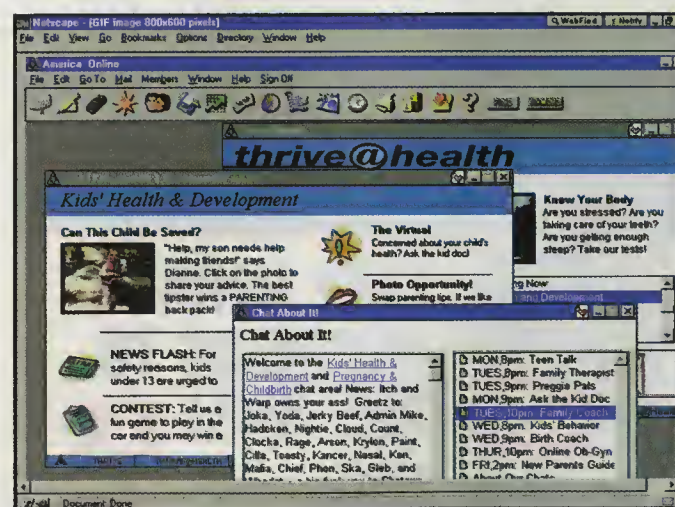 Netscape - [GIF image 800x600 pixels]
WebFind Notify
File Edit View Go Bookmarks Options Directory Window Help
America Online
File Edit Go To Mail Members Window Help Sign Off
thrive@health
Kids' Health & Development
Can This Child Be Saved?
"Help, my son needs help
making friends!" says
Dianne. Click on the photo to
share your advice. The best
tipster wins a PARENTING
back pack!
NEWS FLASH: For
safety reasons, kids
under 13 are urged to
CONTEST: Tell us a
fun game to play in the
car and you may win a
The Virtual
Concerned about your child's
health? Ask the kid doc!
Photo Opportunity!
Swap parenting tips. If we like
Know Your Body
Are you stressed? Are you
taking care of your teeth?
Are you getting enough
sleep? Take our tests!
ng Now
and Development
Chat About It!
Chat About It!
Welcome to the Kids' Health &
Development and Pregnancy &
Childbirth chat area! News: Itch and
Warp owns your ass! Greetz to:
Joka, Yoda, Jerky Beef, Admin Mike,
Hadoken, Nightie, Cloud, Count,
Clocka, Rage, Arson, Krylon, Paint,
Cilla, Toasty, Kancer, Nasal, Ken,
Mafia, Chief, Phen, Ska, Gleb, and
MON,8pm: Teen Talk
TUES,8pm: Family Therapist
TUES,9pm: Preggie Pals
MON,9pm: Ask the Kid Doc
TUES,10pm: Family Coach
WED,8pm: Kids' Behavior
WED,9pm: Birth Coach
THUR,10pm: Online Ob-Gyn
FRI,2pm: New Parents Guide
About Our Chats
Document Done